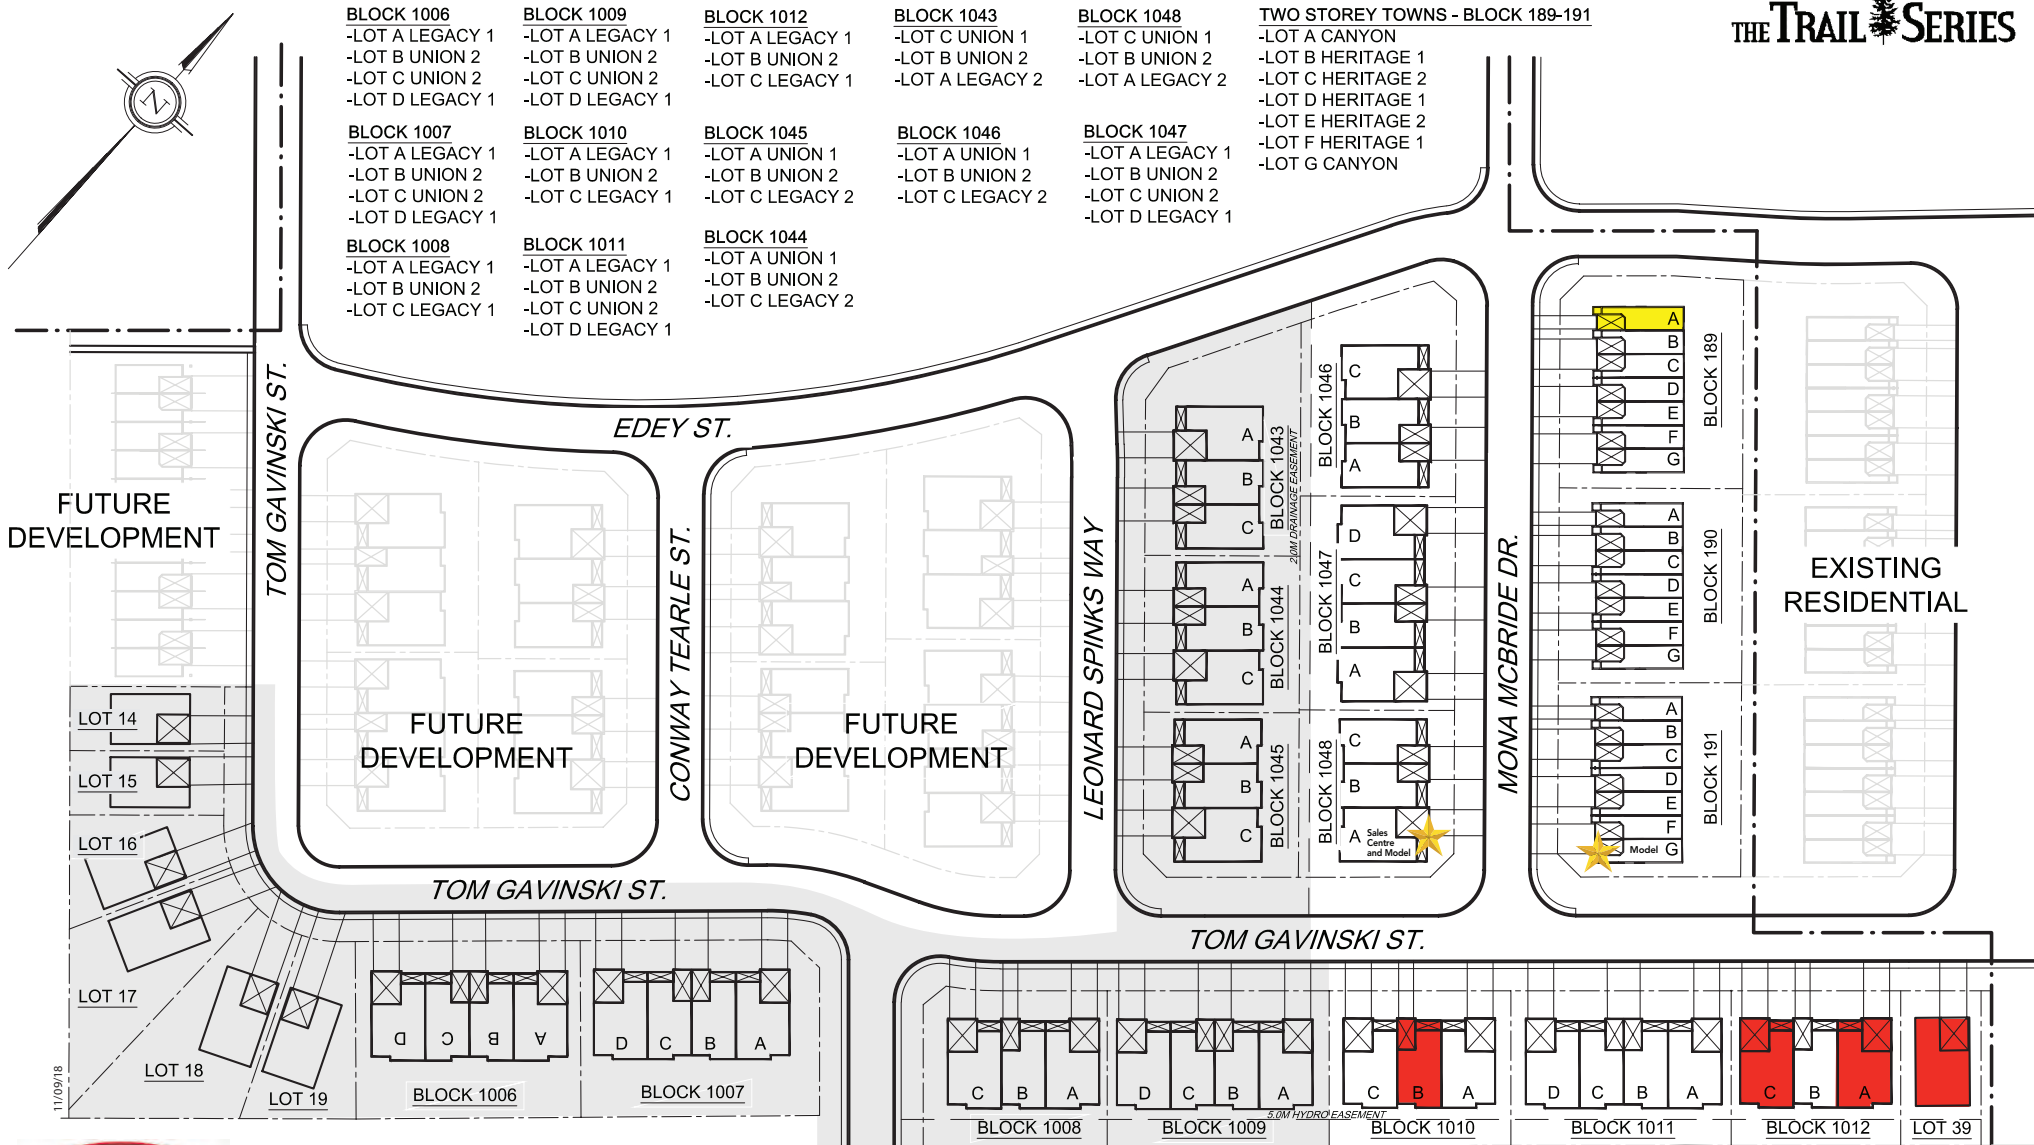 THE TRAIL SERIES
BLOCK 1006
-LOT A LEGACY 1
-LOT B UNION 2
-LOT C UNION 2
-LOT D LEGACY 1
BLOCK 1009
-LOT A LEGACY 1
-LOT B UNION 2
-LOT C UNION 2
-LOT D LEGACY 1
BLOCK 1012
-LOT A LEGACY 1
-LOT B UNION 2
-LOT C LEGACY 1
BLOCK 1043
-LOT C UNION 1
-LOT B UNION 2
-LOT A LEGACY 2
BLOCK 1048
-LOT C UNION 1
-LOT B UNION 2
-LOT A LEGACY 2
TWO STOREY TOWNS - BLOCK 189-191
-LOT A CANYON
-LOT B HERITAGE 1
-LOT C HERITAGE 2
-LOT D HERITAGE 1
-LOT E HERITAGE 2
-LOT F HERITAGE 1
-LOT G CANYON
BLOCK 1007
-LOT A LEGACY 1
-LOT B UNION 2
-LOT C UNION 2
-LOT D LEGACY 1
BLOCK 1010
-LOT A LEGACY 1
-LOT B UNION 2
-LOT C LEGACY 1
BLOCK 1045
-LOT A UNION 1
-LOT B UNION 2
-LOT C LEGACY 2
BLOCK 1046
-LOT A UNION 1
-LOT B UNION 2
-LOT C LEGACY 2
BLOCK 1047
-LOT A LEGACY 1
-LOT B UNION 2
-LOT C UNION 2
-LOT D LEGACY 1
BLOCK 1008
-LOT A LEGACY 1
-LOT B UNION 2
-LOT C LEGACY 1
BLOCK 1011
-LOT A LEGACY 1
-LOT B UNION 2
-LOT C UNION 2
-LOT D LEGACY 1
BLOCK 1044
-LOT A UNION 1
-LOT B UNION 2
-LOT C LEGACY 2
N
FUTURE
DEVELOPMENT
TOM GAVINSKI ST.
EDEY ST.
FUTURE
DEVELOPMENT
CONWAY TEARLE ST.
FUTURE
DEVELOPMENT
LEONARD SPINKS WAY
A
B
C
BLOCK 1043
2.0M DRAINAGE EASEMENT
A
B
C
BLOCK 1044
A
B
C
BLOCK 1045
C
B
A
BLOCK 1046
D
C
B
A
BLOCK 1047
C
B
A
BLOCK 1048
Sales
Centre
and Model
MONA MCBRIDE DR.
A
B
C
D
E
F
G
BLOCK 189
A
B
C
D
E
F
G
BLOCK 190
A
B
C
D
E
F
Model G
BLOCK 191
EXISTING
RESIDENTIAL
LOT 14
LOT 15
LOT 16
LOT 17
LOT 18
LOT 19
TOM GAVINSKI ST.
TOM GAVINSKI ST.
D C B A
BLOCK 1006
D C B A
BLOCK 1007
C B A
BLOCK 1008
D C B A
BLOCK 1009
5.0M HYDRO EASEMENT
C B A
BLOCK 1010
D C B A
BLOCK 1011
C B A
BLOCK 1012
LOT 39
11/09/18